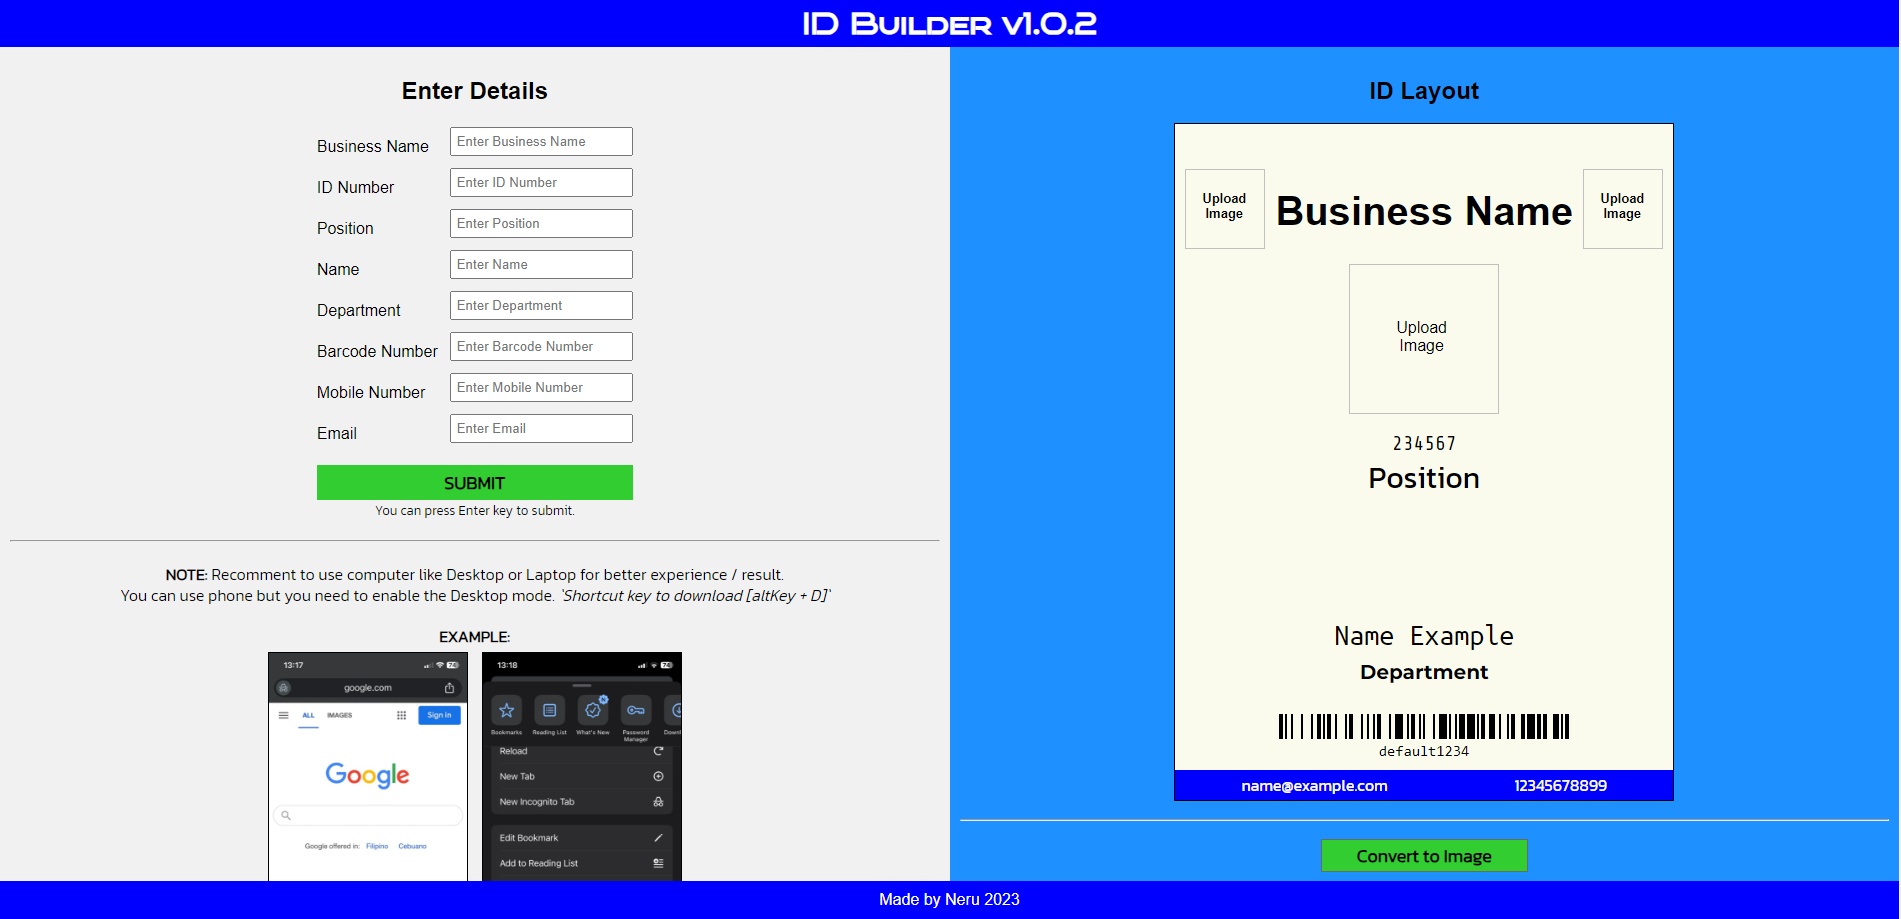 ID Builder v1.0.2
Enter Details
Business Name
Enter Business Name
ID Number
Enter ID Number
Position
Enter Position
Name
Enter Name
Department
Enter Department
Barcode Number
Enter Barcode Number
Mobile Number
Enter Mobile Number
Email
Enter Email
SUBMIT
You can press Enter key to submit.
NOTE: Recomment to use computer like Desktop or Laptop for better experience / result.
You can use phone but you need to enable the Desktop mode. `Shortcut key to download [altKey + D]`
EXAMPLE:
13:17
74
google.com
ALL IMAGES
Sign in
Google
Google offered in: Filipino Cebuano
13:18
74
Bookmarks
Reading List
What's New
Password
Manager
Downl
Reload
New Tab
New Incognito Tab
Edit Bookmark
Add to Reading List
ID Layout
Upload
Image
Business Name
Upload
Image
Upload
Image
234567
Position
Name Example
Department
default1234
name@example.com
12345678899
Convert to Image
Made by Neru 2023